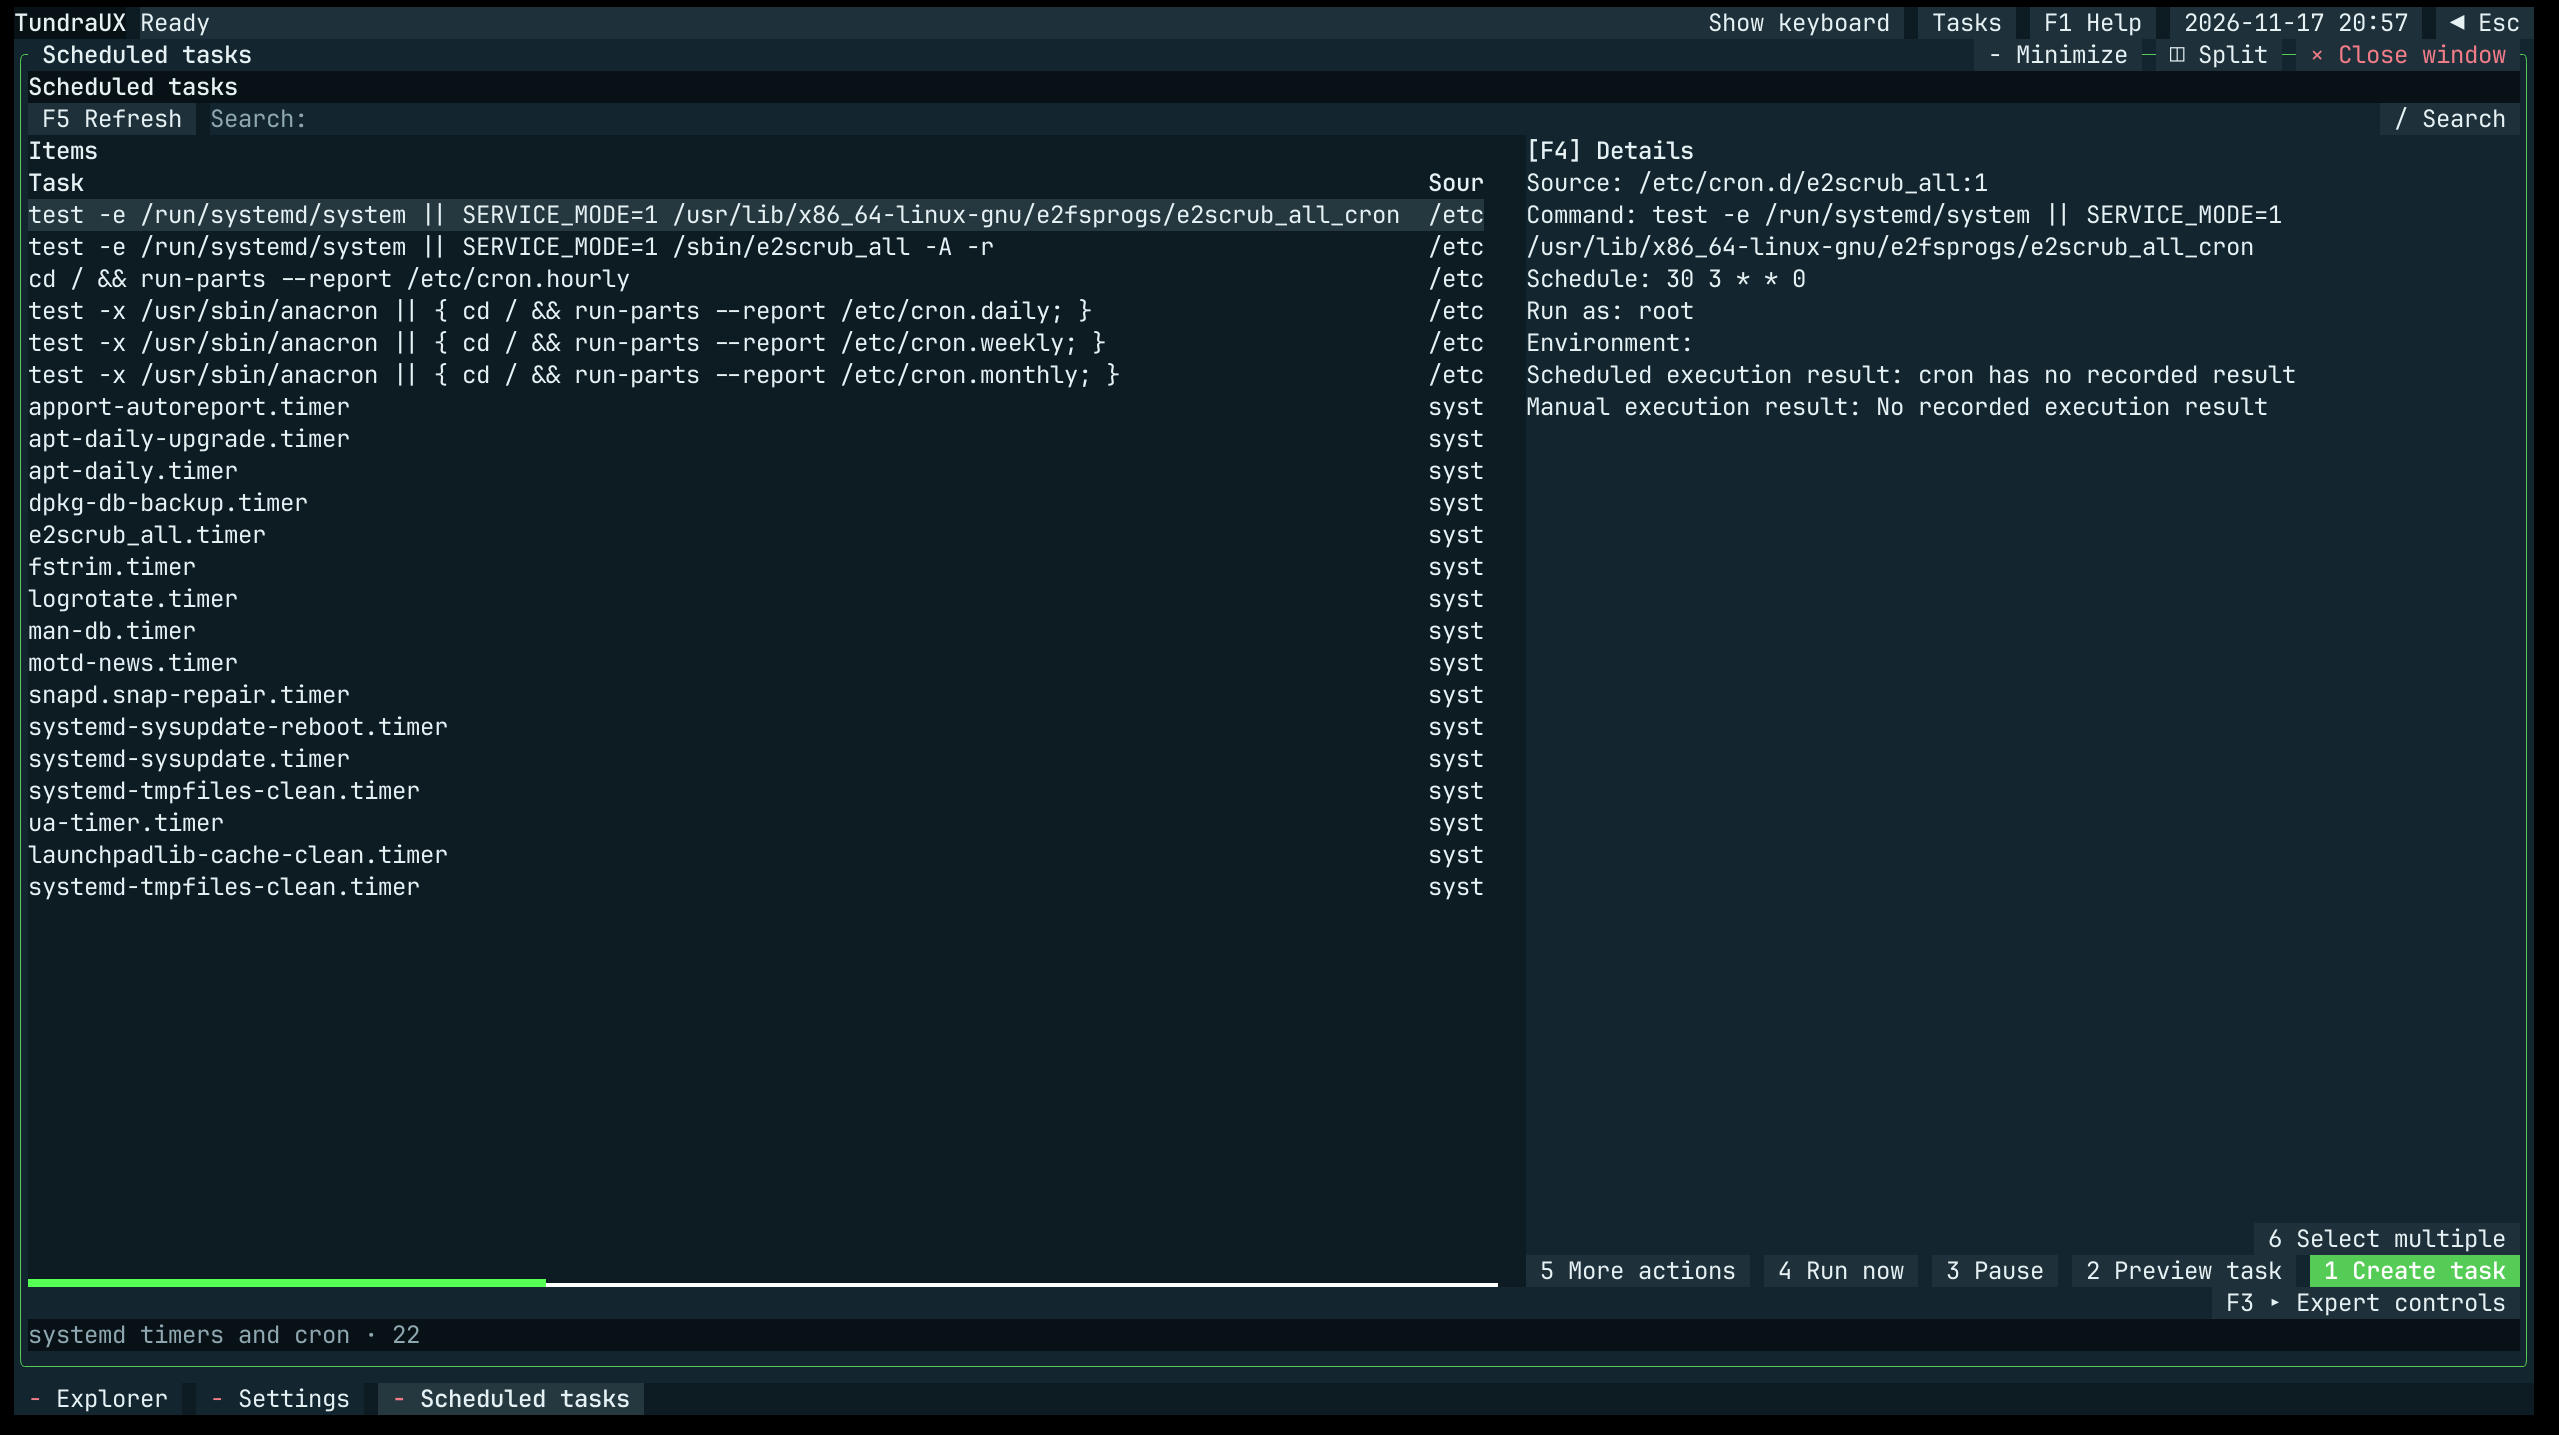 TundraUX Ready Show keyboard Tasks F1 Help 2026-11-17 20:57 ◄ Esc
Scheduled tasks - Minimize ◫ Split × Close window
Scheduled tasks
F5 Refresh Search: / Search
Items
Task Sour
test -e /run/systemd/system || SERVICE_MODE=1 /usr/lib/x86_64-linux-gnu/e2fsprogs/e2scrub_all_cron /etc
test -e /run/systemd/system || SERVICE_MODE=1 /sbin/e2scrub_all -A -r /etc
cd / && run-parts --report /etc/cron.hourly /etc
test -x /usr/sbin/anacron || { cd / && run-parts --report /etc/cron.daily; } /etc
test -x /usr/sbin/anacron || { cd / && run-parts --report /etc/cron.weekly; } /etc
test -x /usr/sbin/anacron || { cd / && run-parts --report /etc/cron.monthly; } /etc
apport-autoreport.timer syst
apt-daily-upgrade.timer syst
apt-daily.timer syst
dpkg-db-backup.timer syst
e2scrub_all.timer syst
fstrim.timer syst
logrotate.timer syst
man-db.timer syst
motd-news.timer syst
snapd.snap-repair.timer syst
systemd-sysupdate-reboot.timer syst
systemd-sysupdate.timer syst
systemd-tmpfiles-clean.timer syst
ua-timer.timer syst
launchpadlib-cache-clean.timer syst
systemd-tmpfiles-clean.timer syst
[F4] Details
Source: /etc/cron.d/e2scrub_all:1
Command: test -e /run/systemd/system || SERVICE_MODE=1
/usr/lib/x86_64-linux-gnu/e2fsprogs/e2scrub_all_cron
Schedule: 30 3 * * 0
Run as: root
Environment:
Scheduled execution result: cron has no recorded result
Manual execution result: No recorded execution result
6 Select multiple
5 More actions 4 Run now 3 Pause 2 Preview task 1 Create task
F3 ▸ Expert controls
systemd timers and cron · 22
- Explorer - Settings - Scheduled tasks